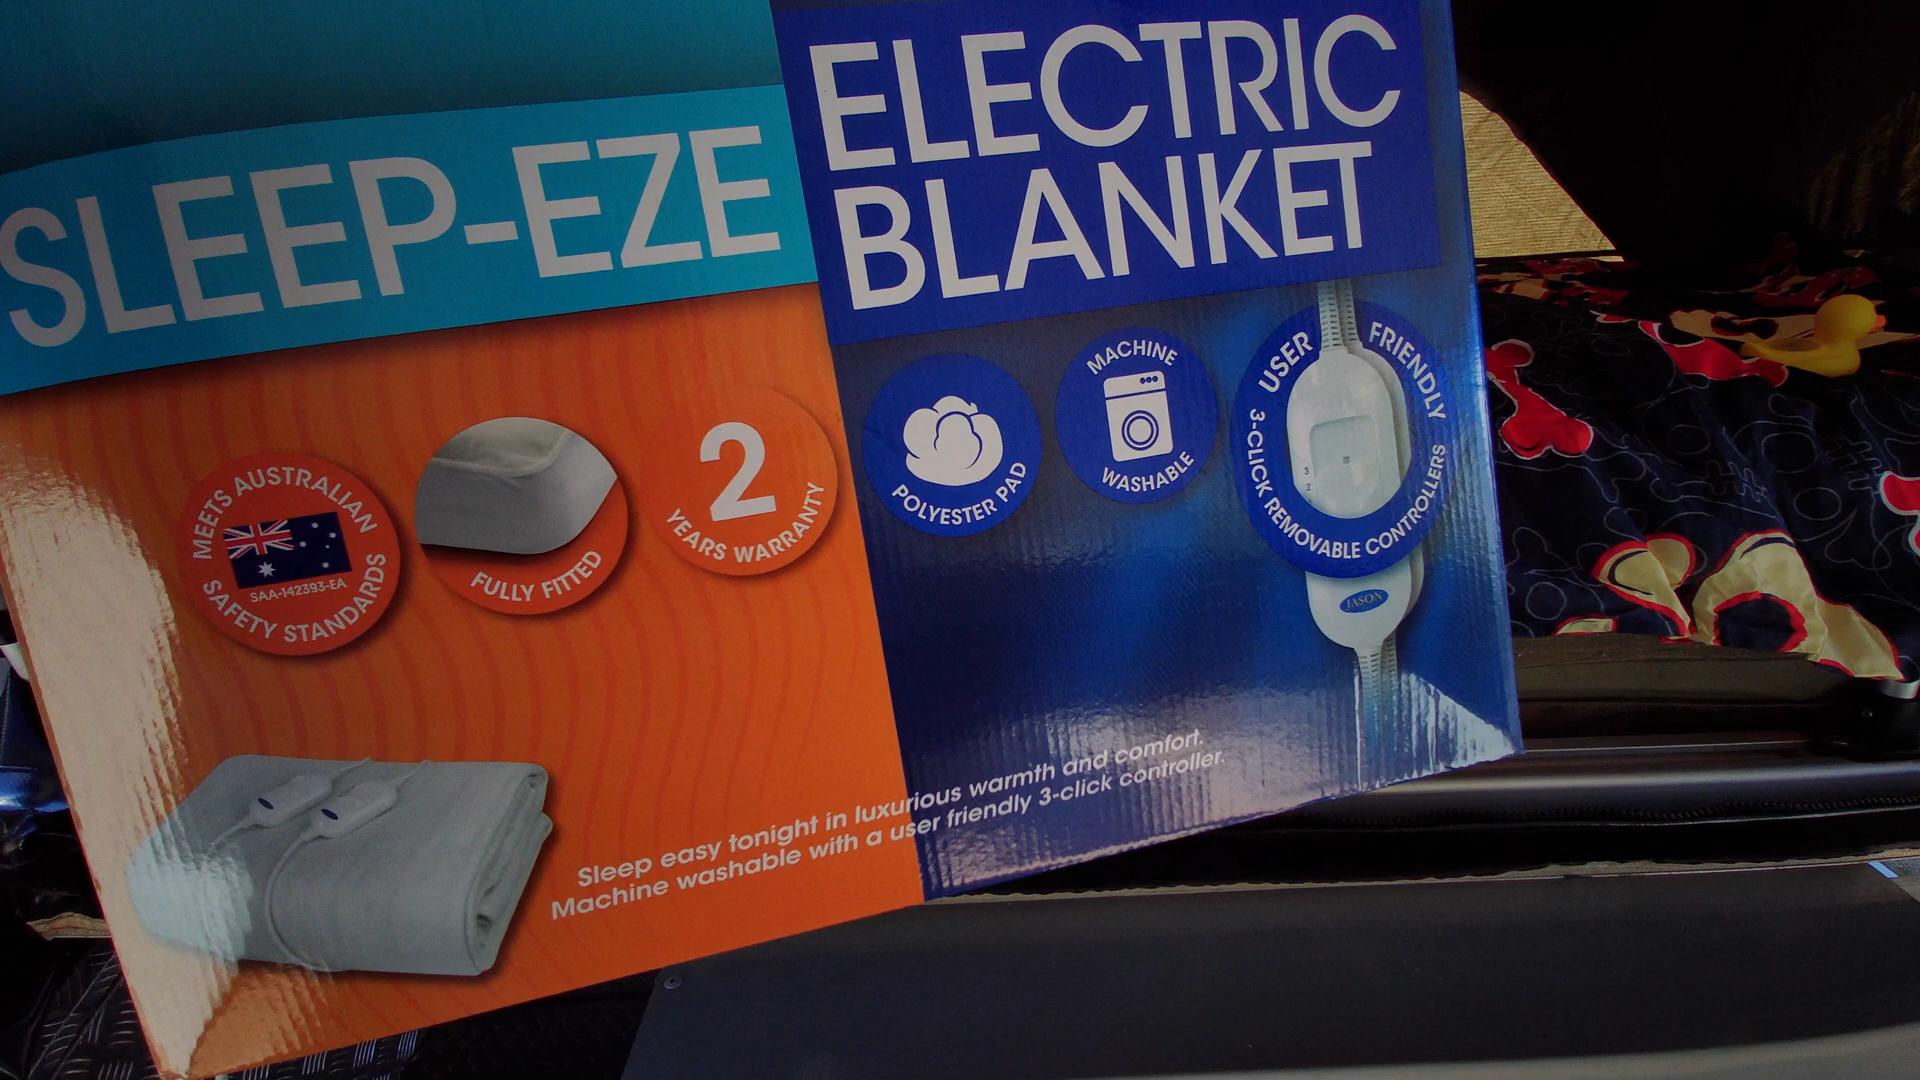 SLEEP-EZE
MEETS AUSTRALIAN
SAA-142393-EA
SAFETY STANDARDS
FULLY FITTED
2
YEARS WARRANTY
ELECTRIC
BLANKET
POLYESTER PAD
MACHINE
WASHABLE
USER FRIENDLY
3-CLICK REMOVABLE CONTROLLERS
3
2
JASON
Sleep easy tonight in luxurious warmth and comfort.
Machine washable with a user friendly 3-click controller.